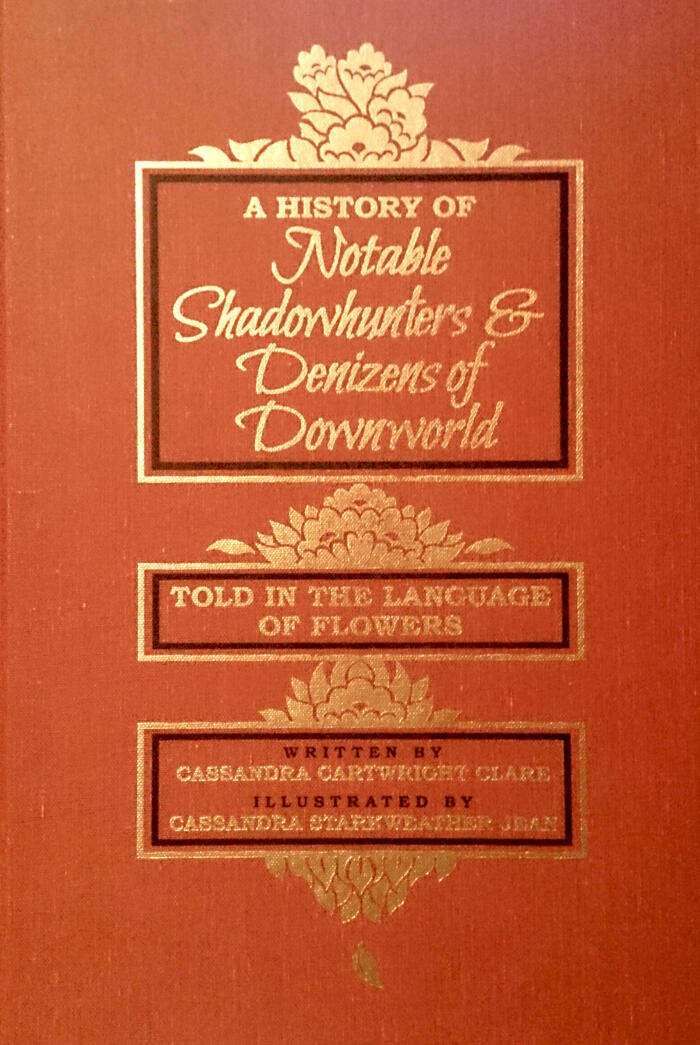 A HISTORY OF
Notable
Shadowhunters &
Denizens of
Downworld
TOLD IN THE LANGUAGE
OF FLOWERS
WRITTEN BY
CASSANDRA CARTWRIGHT CLARE
ILLUSTRATED BY
CASSANDRA STARKWEATHER JEAN